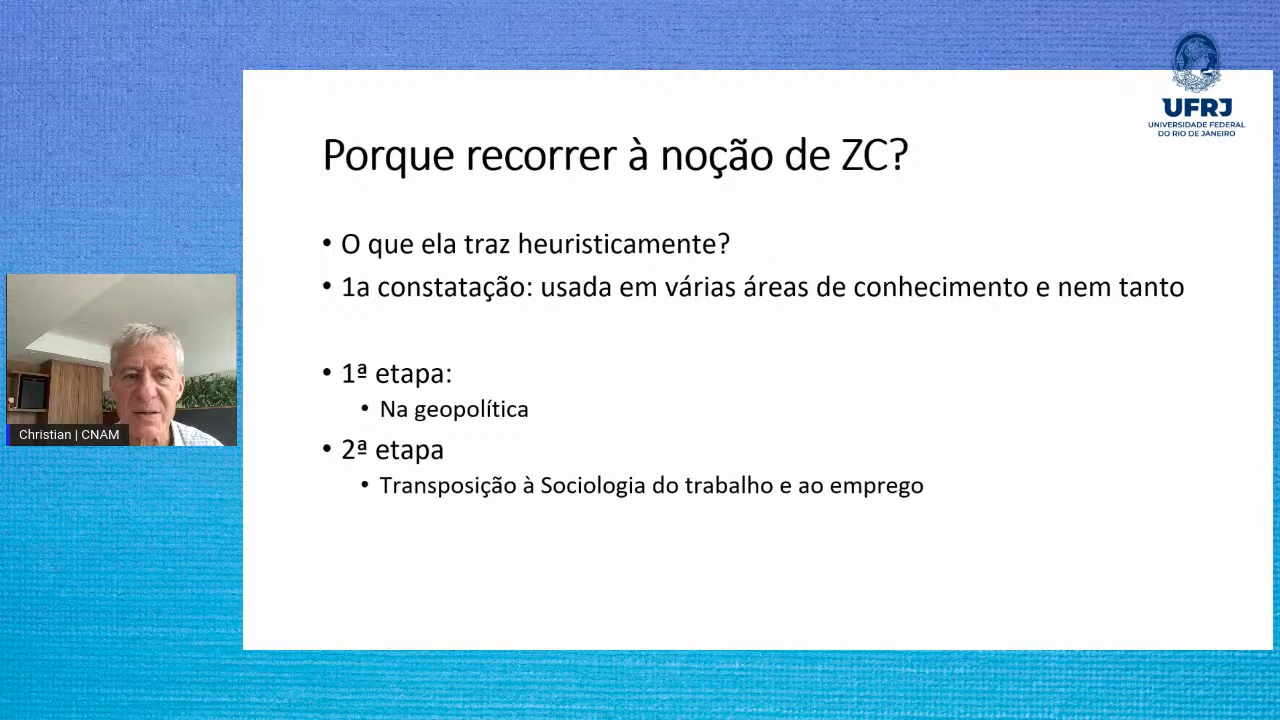 UFRJ
UNIVERSIDADE FEDERAL
DO RIO DE JANEIRO
Porque recorrer à noção de ZC?
• O que ela traz heuristicamente?
• 1a constatação: usada em várias áreas de conhecimento e nem tanto
• 1ª etapa:
• Na geopolítica
• 2ª etapa
• Transposição à Sociologia do trabalho e ao emprego
Christian | CNAM